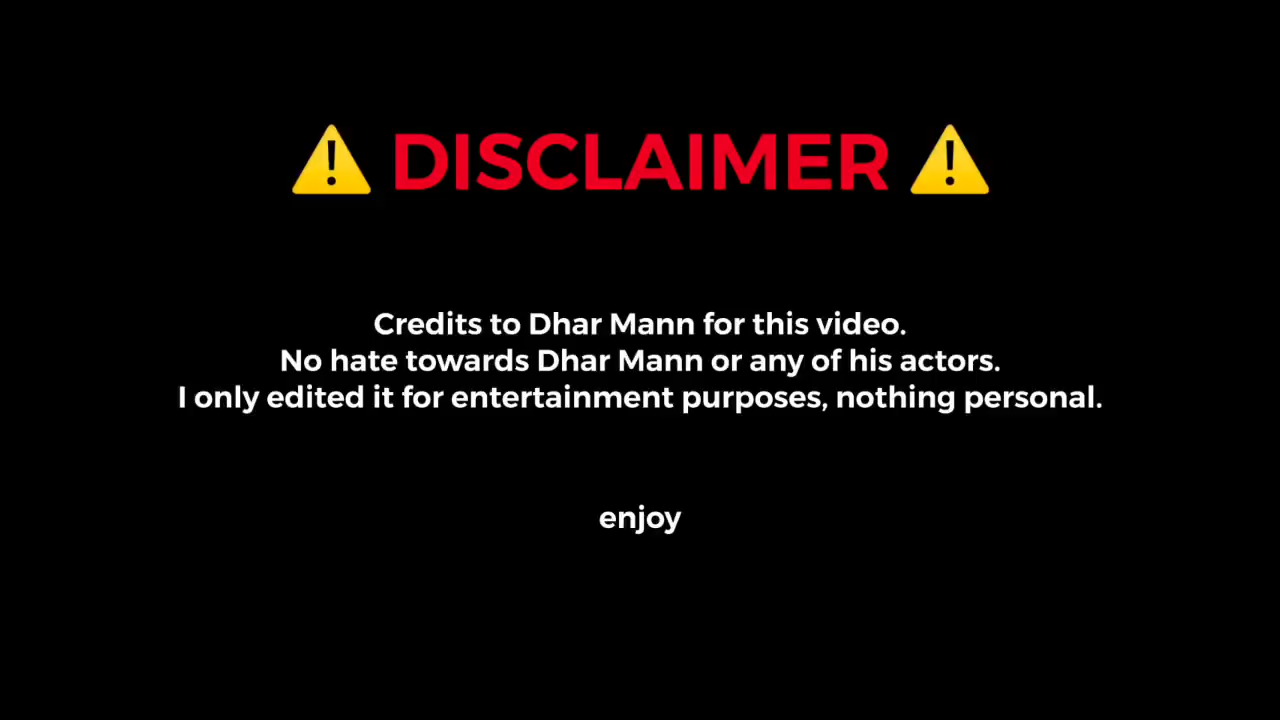 ⚠️ DISCLAIMER ⚠️
Credits to Dhar Mann for this video.
No hate towards Dhar Mann or any of his actors.
I only edited it for entertainment purposes, nothing personal.
enjoy